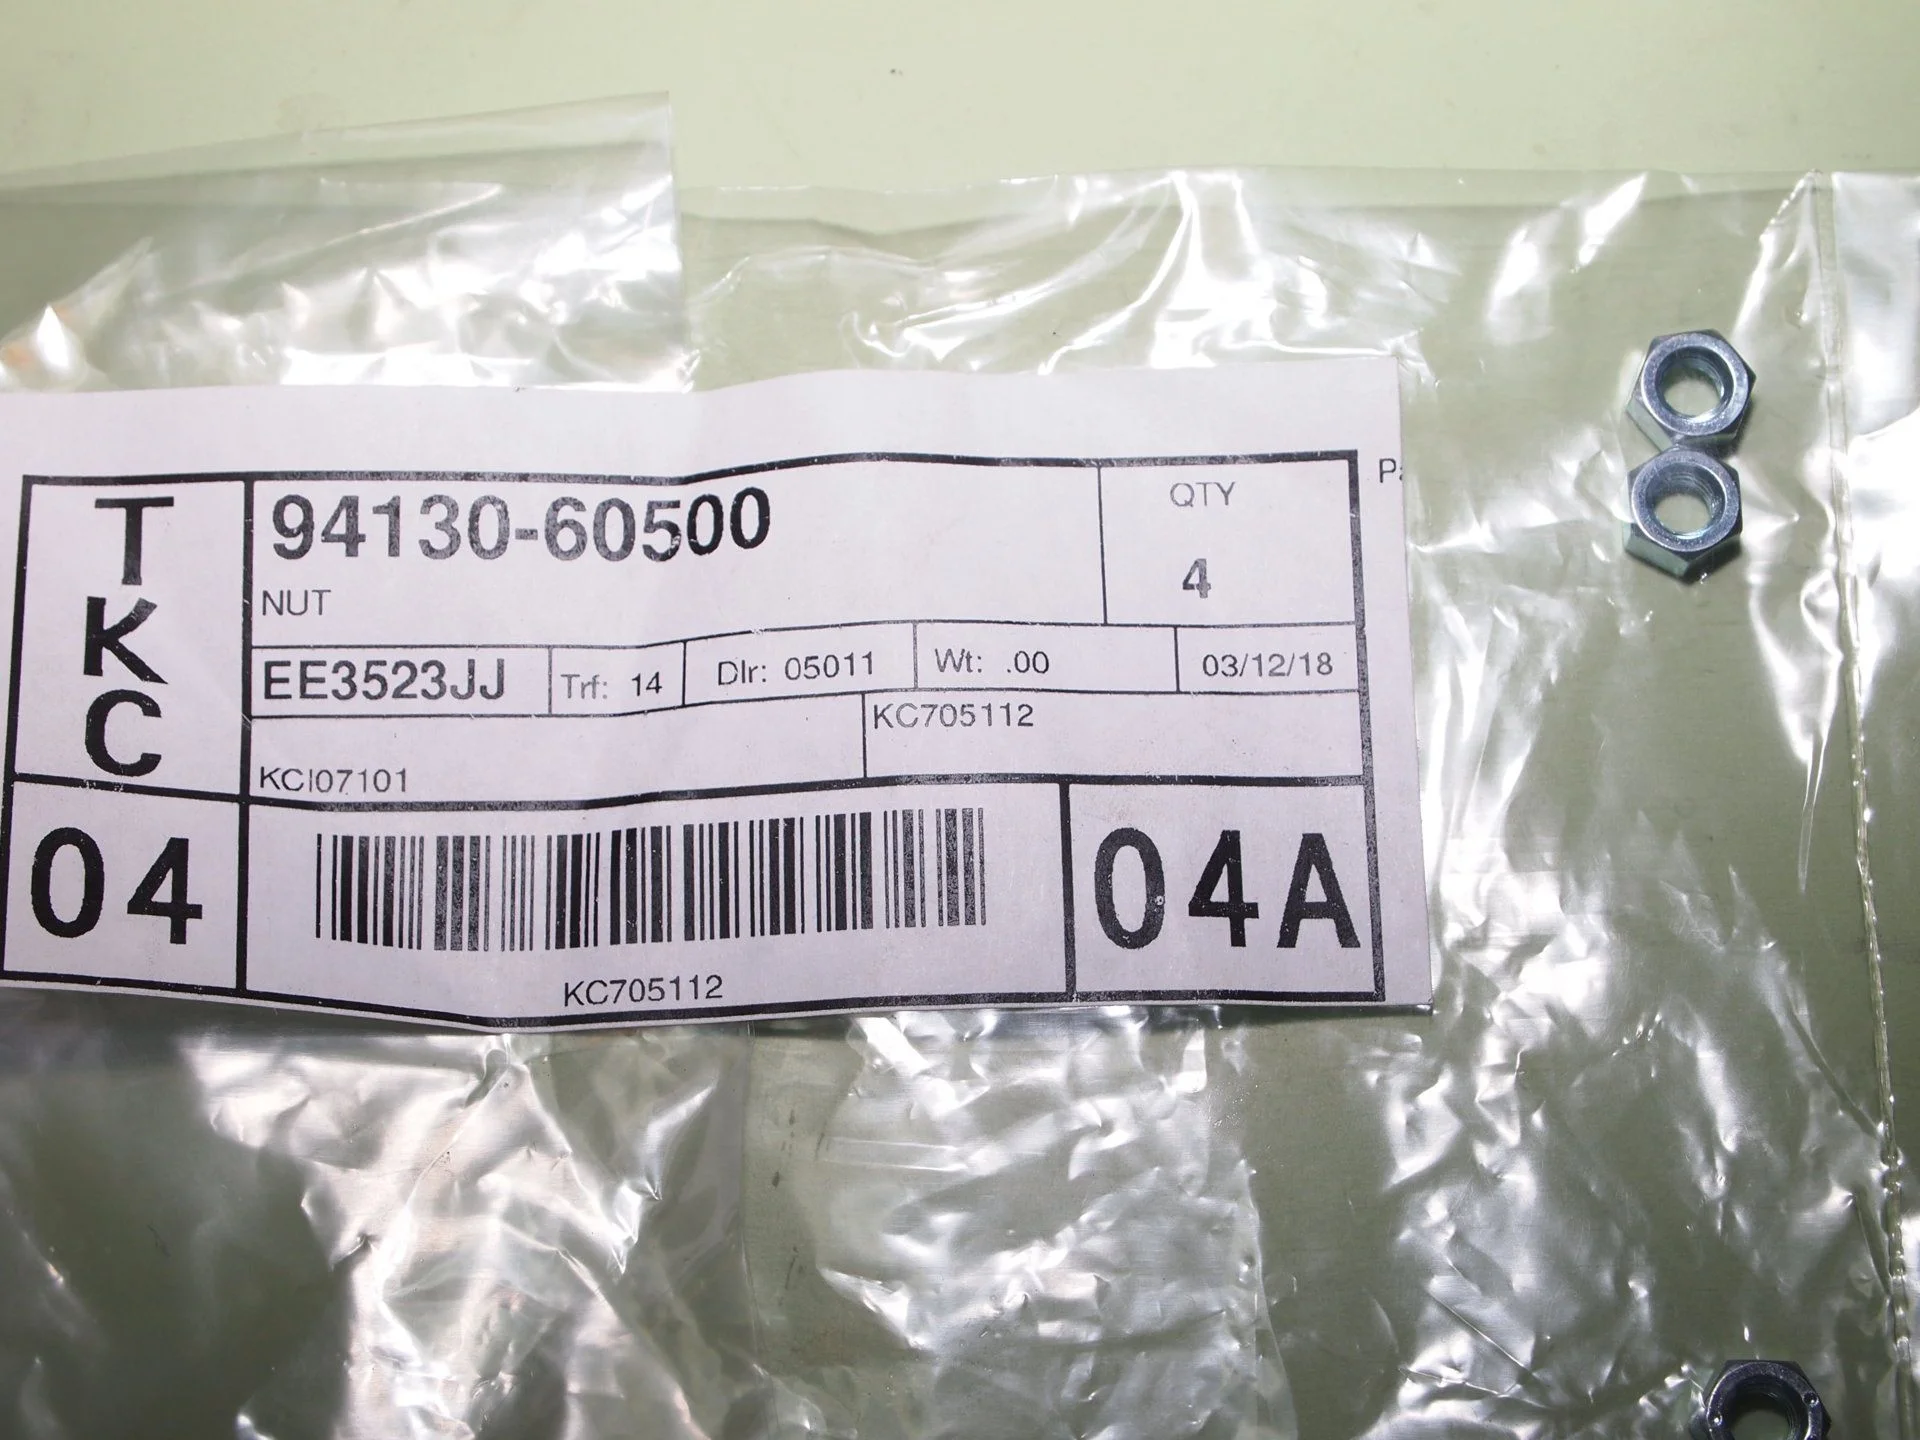 T
K
C
94130-60500
NUT
QTY
4
EE3523JJ
Trf: 14
Dlr: 05011
Wt: .00
03/12/18
KCI07101
KC705112
04
KC705112
04A